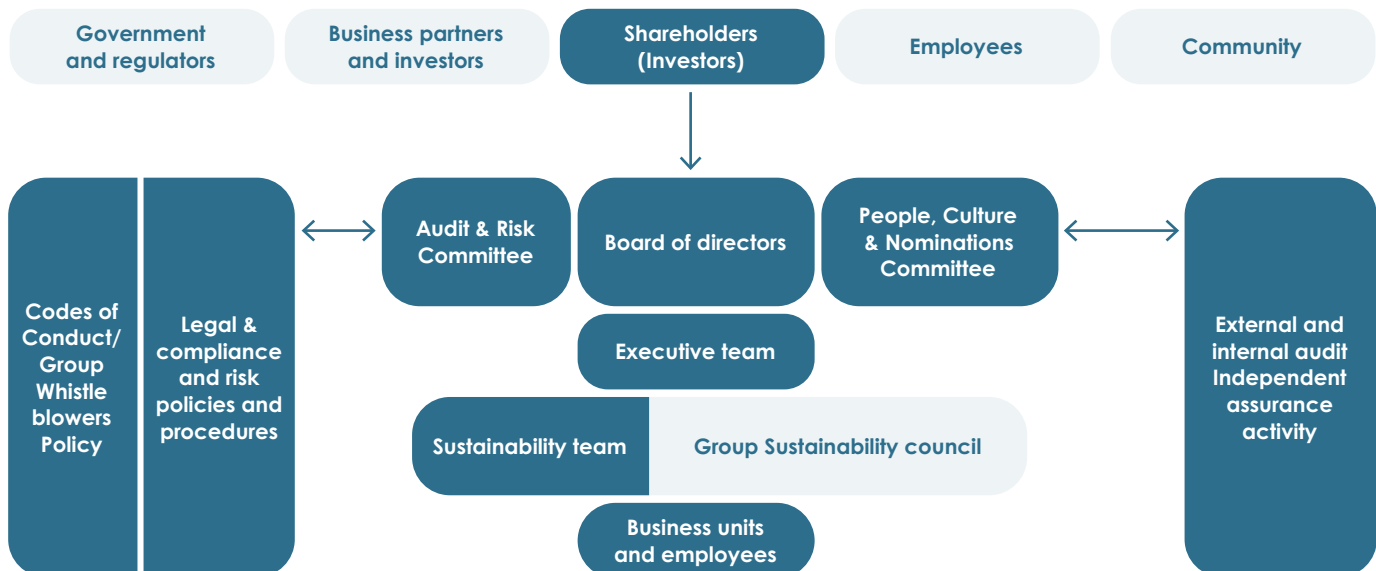 Government
and regulators
Business partners
and investors
Shareholders
(Investors)
Employees
Community
Codes of
Conduct/
Group
Whistle
blowers
Policy
Legal &
compliance
and risk
policies and
procedures
Audit & Risk
Committee
Board of directors
People, Culture
& Nominations
Committee
Executive team
Sustainability team
Group Sustainability council
Business units
and employees
External and
internal audit
Independent
assurance
activity